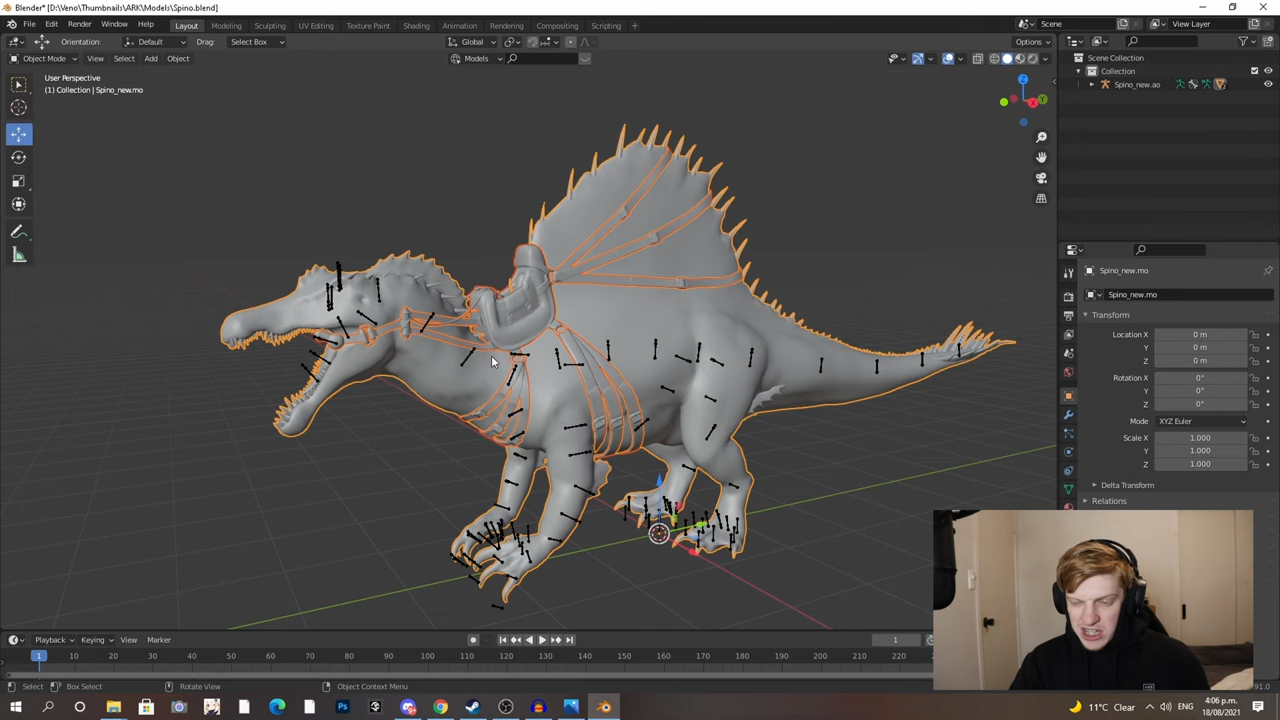 Blender* [D:\Veno\Thumbnails\ARK\Models\Spino.blend]
File Edit Render Window Help Layout Modeling Sculpting UV Editing Texture Paint Shading Animation Rendering Compositing Scripting + Scene View Layer
Orientation: Default Drag: Select Box Global Options
Object Mode View Select Add Object Models
User Perspective
(1) Collection | Spino_new.mo
Z
X
Y
Scene Collection
Collection
Spino_new.ao
Spino_new.mo
Spino_new.mo
Transform
Location X 0 m
Y 0 m
Z 0 m
Rotation X 0°
Y 0°
Z 0°
Mode XYZ Euler
Scale X 1.000
Y 1.000
Z 1.000
Delta Transform
Relations
Playback Keying View Marker 1
1 10 20 30 40 50 60 70 80 90 100 110 120 130 140 150 160 170 180 190 200 210 220
Select Box Select Rotate View Object Context Menu 91.0
11°C Clear ENG 4:06 p.m.
18/08/2021